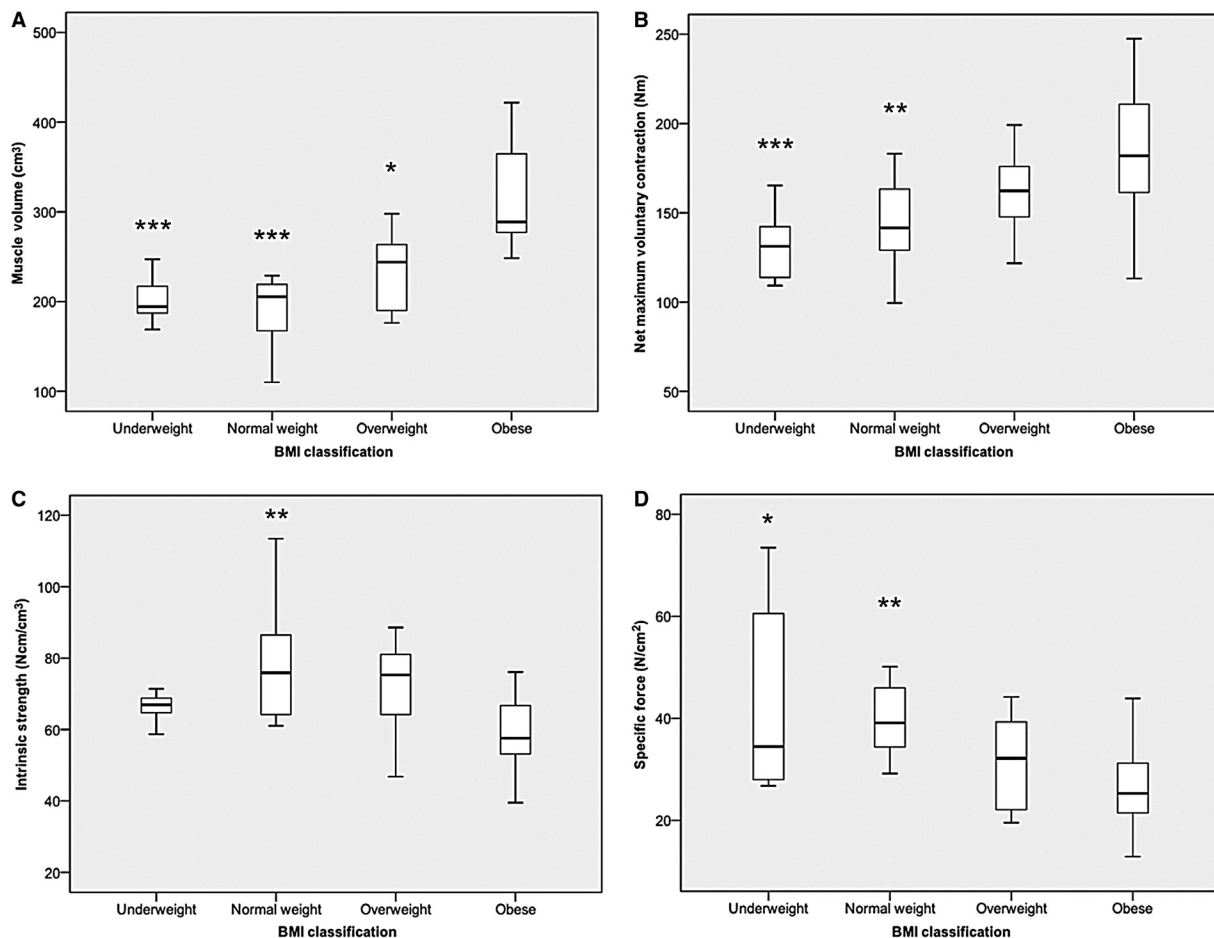 A
500
400
300
200
100
Muscle volume (cm³)
***
***
*
Underweight Normal weight Overweight Obese
BMI classification
B
250
200
150
100
50
Net maximum voluntary contraction (Nm)
***
**
Underweight Normal weight Overweight Obese
BMI classification
C
120
100
80
60
40
20
Intrinsic strength (Ncm/cm³)
**
Underweight Normal weight Overweight Obese
BMI classification
D
80
60
40
20
Specific force (N/cm²)
*
**
Underweight Normal weight Overweight Obese
BMI classification